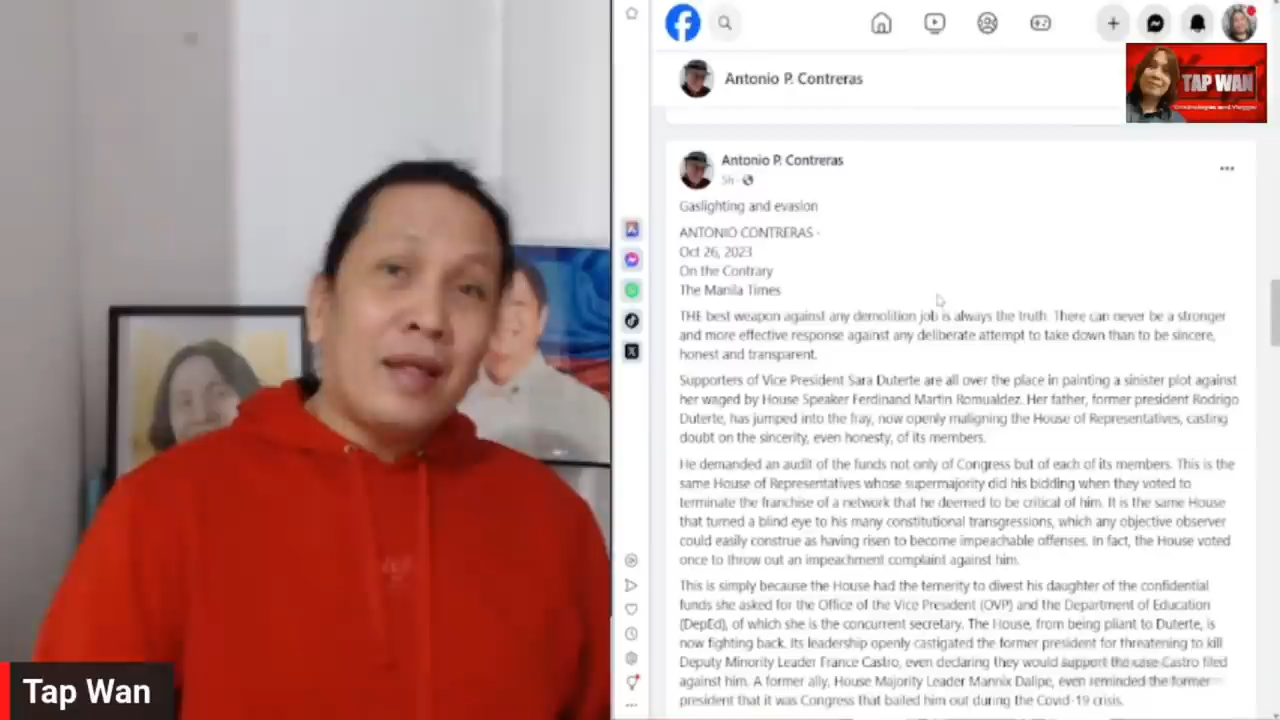 Antonio P. Contreras
TAP WAN
Antonio P. Contreras
5h
Gaslighting and evasion
ANTONIO CONTRERAS ·
Oct 26, 2023
On the Contrary
The Manila Times
THE best weapon against any demolition job is always the truth. There can never be a stronger
and more effective response against any deliberate attempt to take down than to be sincere,
honest and transparent.
Supporters of Vice President Sara Duterte are all over the place in painting a sinister plot against
her waged by House Speaker Ferdinand Martin Romualdez. Her father, former president Rodrigo
Duterte, has jumped into the fray, now openly maligning the House of Representatives, casting
doubt on the sincerity, even honesty, of its members.
He demanded an audit of the funds not only of Congress but of each of its members. This is the
same House of Representatives whose supermajority did his bidding when they voted to
terminate the franchise of a network that he deemed to be critical of him. It is the same House
that turned a blind eye to his many constitutional transgressions, which any objective observer
could easily construe as having risen to become impeachable offenses. In fact, the House voted
once to throw out an impeachment complaint against him.
This is simply because the House had the temerity to divest his daughter of the confidential
funds she asked for the Office of the Vice President (OVP) and the Department of Education
(DepEd), of which she is the concurrent secretary. The House, from being pliant to Duterte, is
now fighting back. Its leadership openly castigated the former president for threatening to kill
Deputy Minority Leader France Castro, even declaring they would support the case Castro filed
against him. A former ally, House Majority Leader Mannix Dalipe, even reminded the former
president that it was Congress that bailed him out during the Covid-19 crisis.
Tap Wan